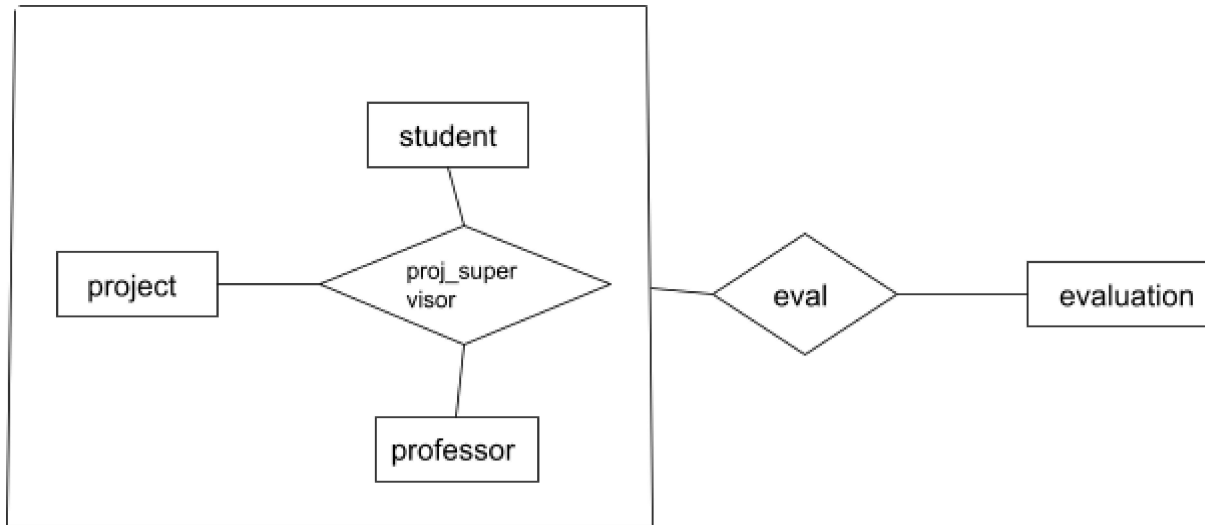 student
project
proj_super
visor
eval
evaluation
professor